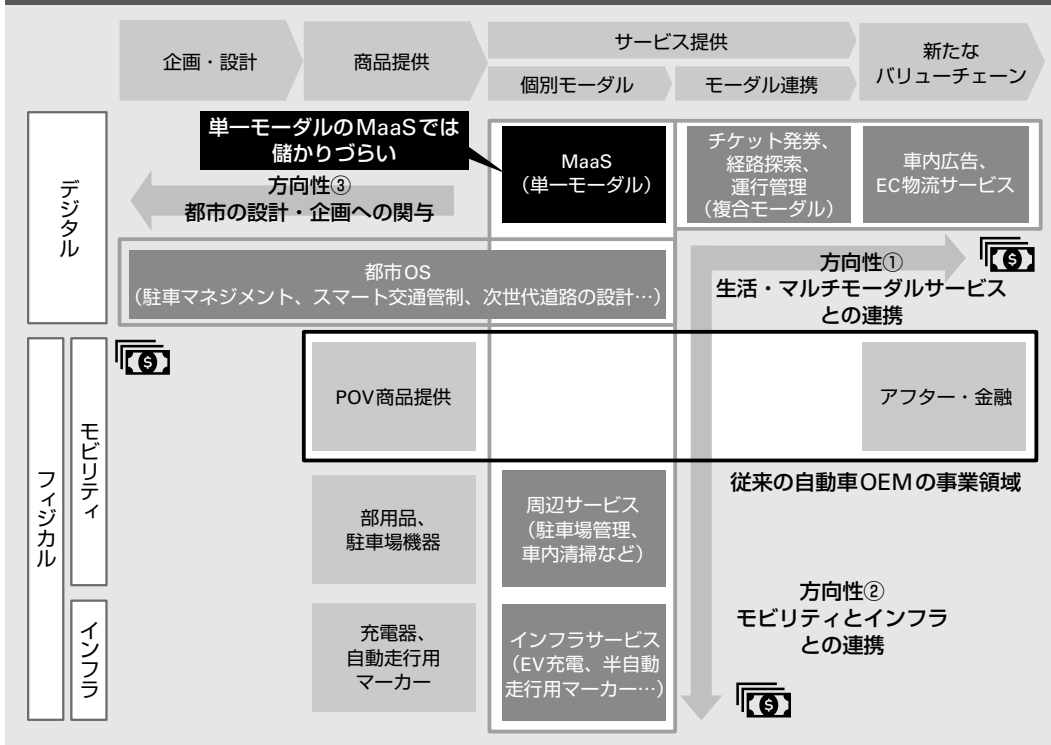 企画・設計
商品提供
サービス提供
個別モーダル
モーダル連携
新たな
バリューチェーン
デジタル
単一モーダルのMaaSでは
儲かりづらい
方向性③
都市の設計・企画への関与
MaaS
（単一モーダル）
チケット発券、
経路探索、
運行管理
（複合モーダル）
車内広告、
EC物流サービス
都市OS
（駐車マネジメント、スマート交通管制、次世代道路の設計…）
方向性①
生活・マルチモーダルサービス
との連携
フィジカル
モビリティ
POV商品提供
アフター・金融
従来の自動車OEMの事業領域
部用品、
駐車場機器
周辺サービス
（駐車場管理、
車内清掃など）
方向性②
モビリティとインフラ
との連携
インフラ
充電器、
自動走行用
マーカー
インフラサービス
（EV充電、半自動
走行用マーカー…）